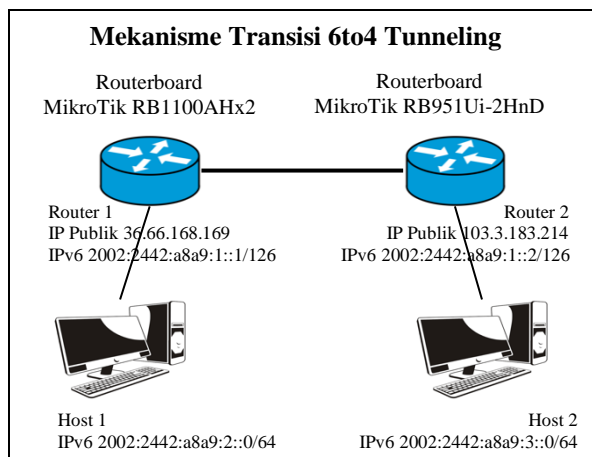 Mekanisme Transisi 6to4 Tunneling
Routerboard
MikroTik RB1100AHx2
Routerboard
MikroTik RB951Ui-2HnD
Router 1
IP Publik 36.66.168.169
IPv6 2002:2442:a8a9:1::1/126
Router 2
IP Publik 103.3.183.214
IPv6 2002:2442:a8a9:1::2/126
Host 1
IPv6 2002:2442:a8a9:2::0/64
Host 2
IPv6 2002:2442:a8a9:3::0/64